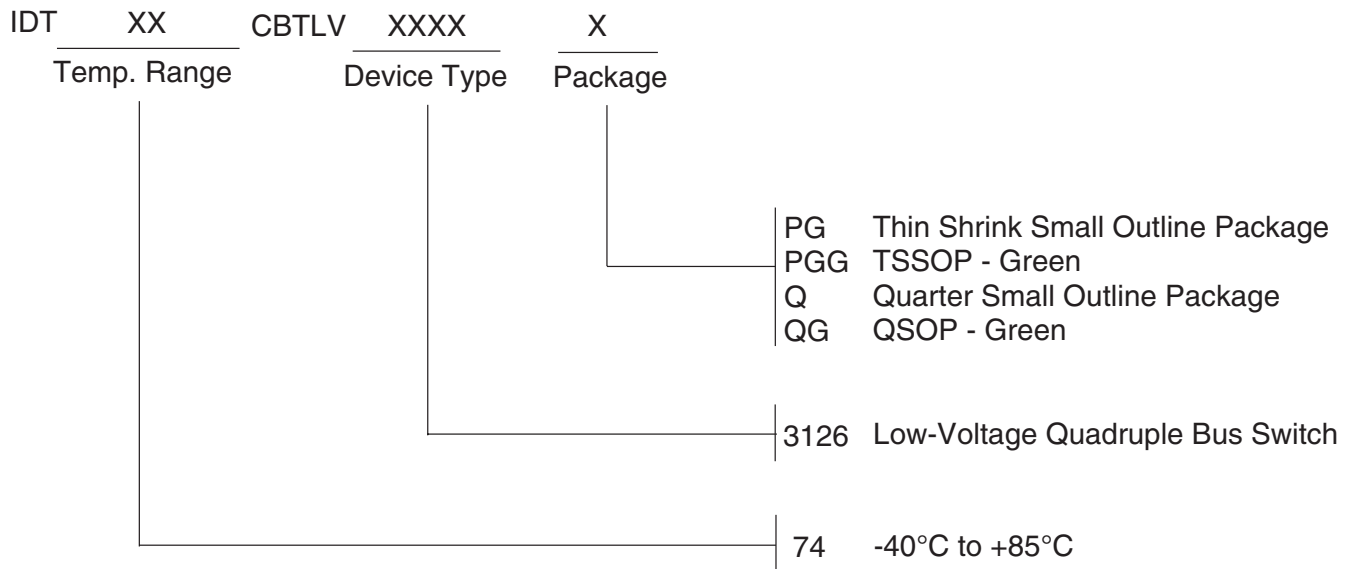 IDT XX CBTLV XXXX X
Temp. Range Device Type Package
PG Thin Shrink Small Outline Package
PGG TSSOP - Green
Q Quarter Small Outline Package
QG QSOP - Green
3126 Low-Voltage Quadruple Bus Switch
74 -40°C to +85°C